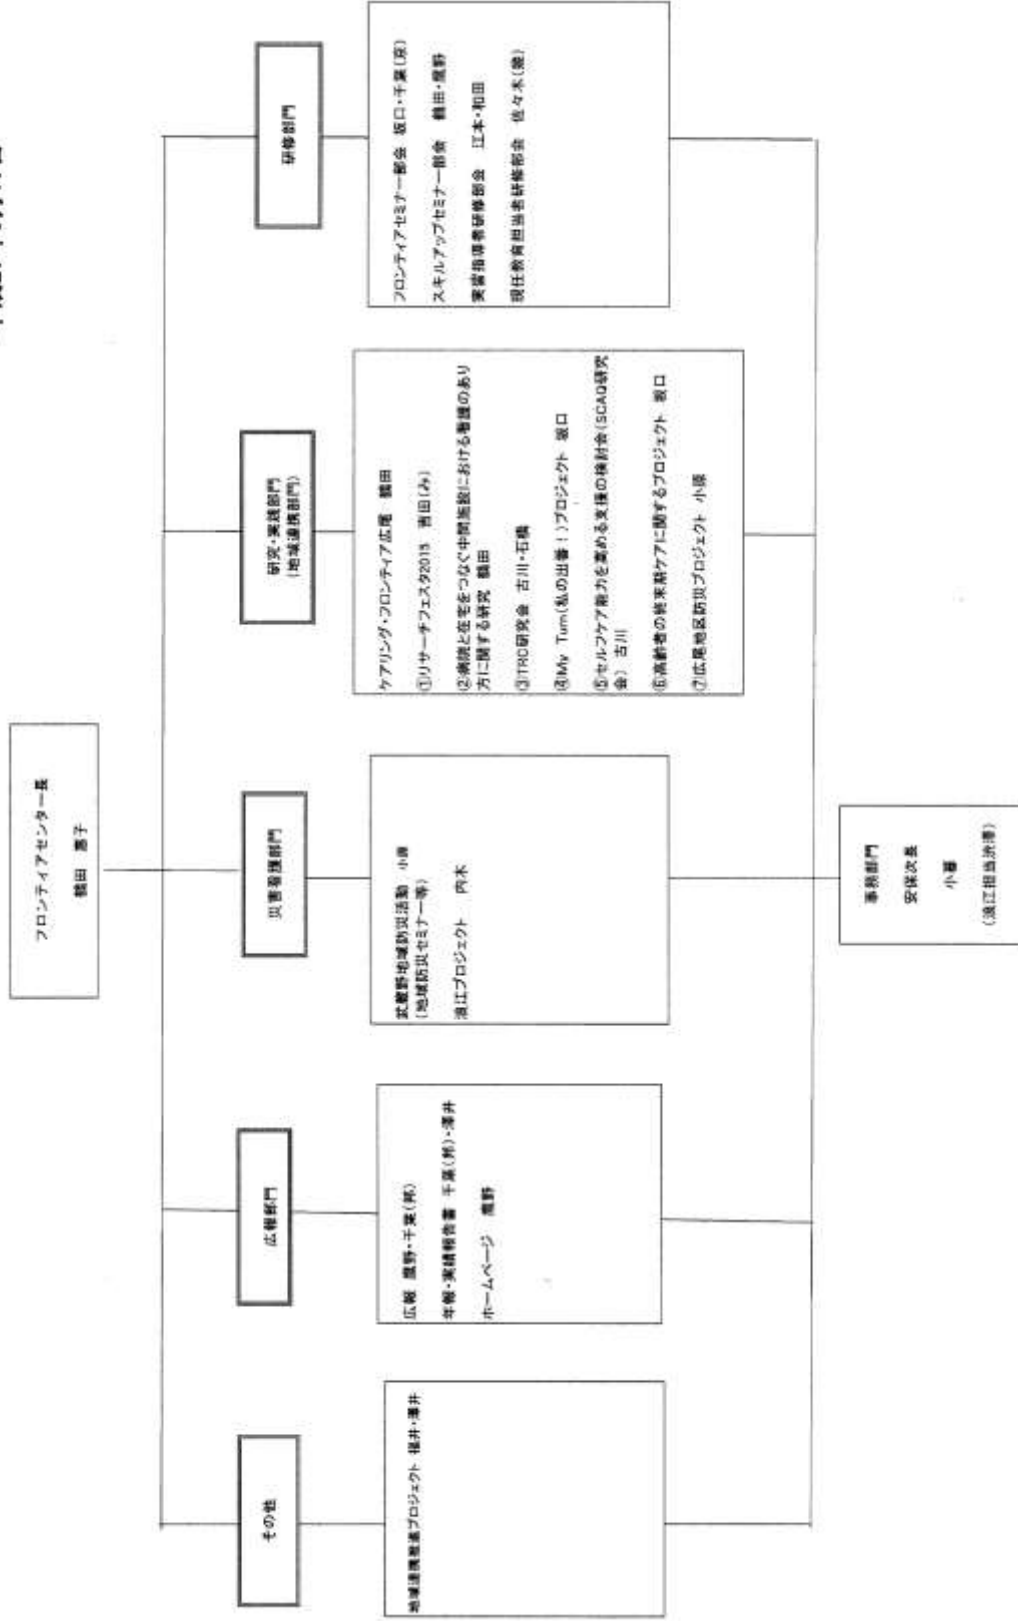 フロンティアセンター長
鶴田 惠子
その他
地域連携推進プロジェクト 福井・澤井
広報部門
広報 鷹野・千葉(邦)
年報・実績報告書 千葉(邦)・澤井
ホームページ 鷹野
災害看護部門
武蔵野地域防災活動 小原
(地域防災セミナー等)
浪江プロジェクト 内木
研究・実践部門
(地域連携部門)
ケアリング・フロンティア広尾 鶴田
①リサーチフェスタ2015 吉田(み)
②病院と在宅をつなぐ中間施設における看護のあり
方に関する研究 鶴田
③TRC研究会 古川・石橋
④My Turn(私の出番!)プロジェクト 坂口
⑤セルフケア能力を高める支援の検討会(SCAQ研究
会) 古川
⑥高齢者の終末期ケアに関するプロジェクト 坂口
⑦広尾地区防災プロジェクト 小原
研修部門
フロンティアセミナー部会 坂口・千葉(京)
スキルアップセミナー部会 鶴田・鷹野
実習指導者研修部会 江本・和田
現任教育担当者研修部会 佐々木(幾)
事務部門
安保次長
小暮
(浪江担当渋澤)